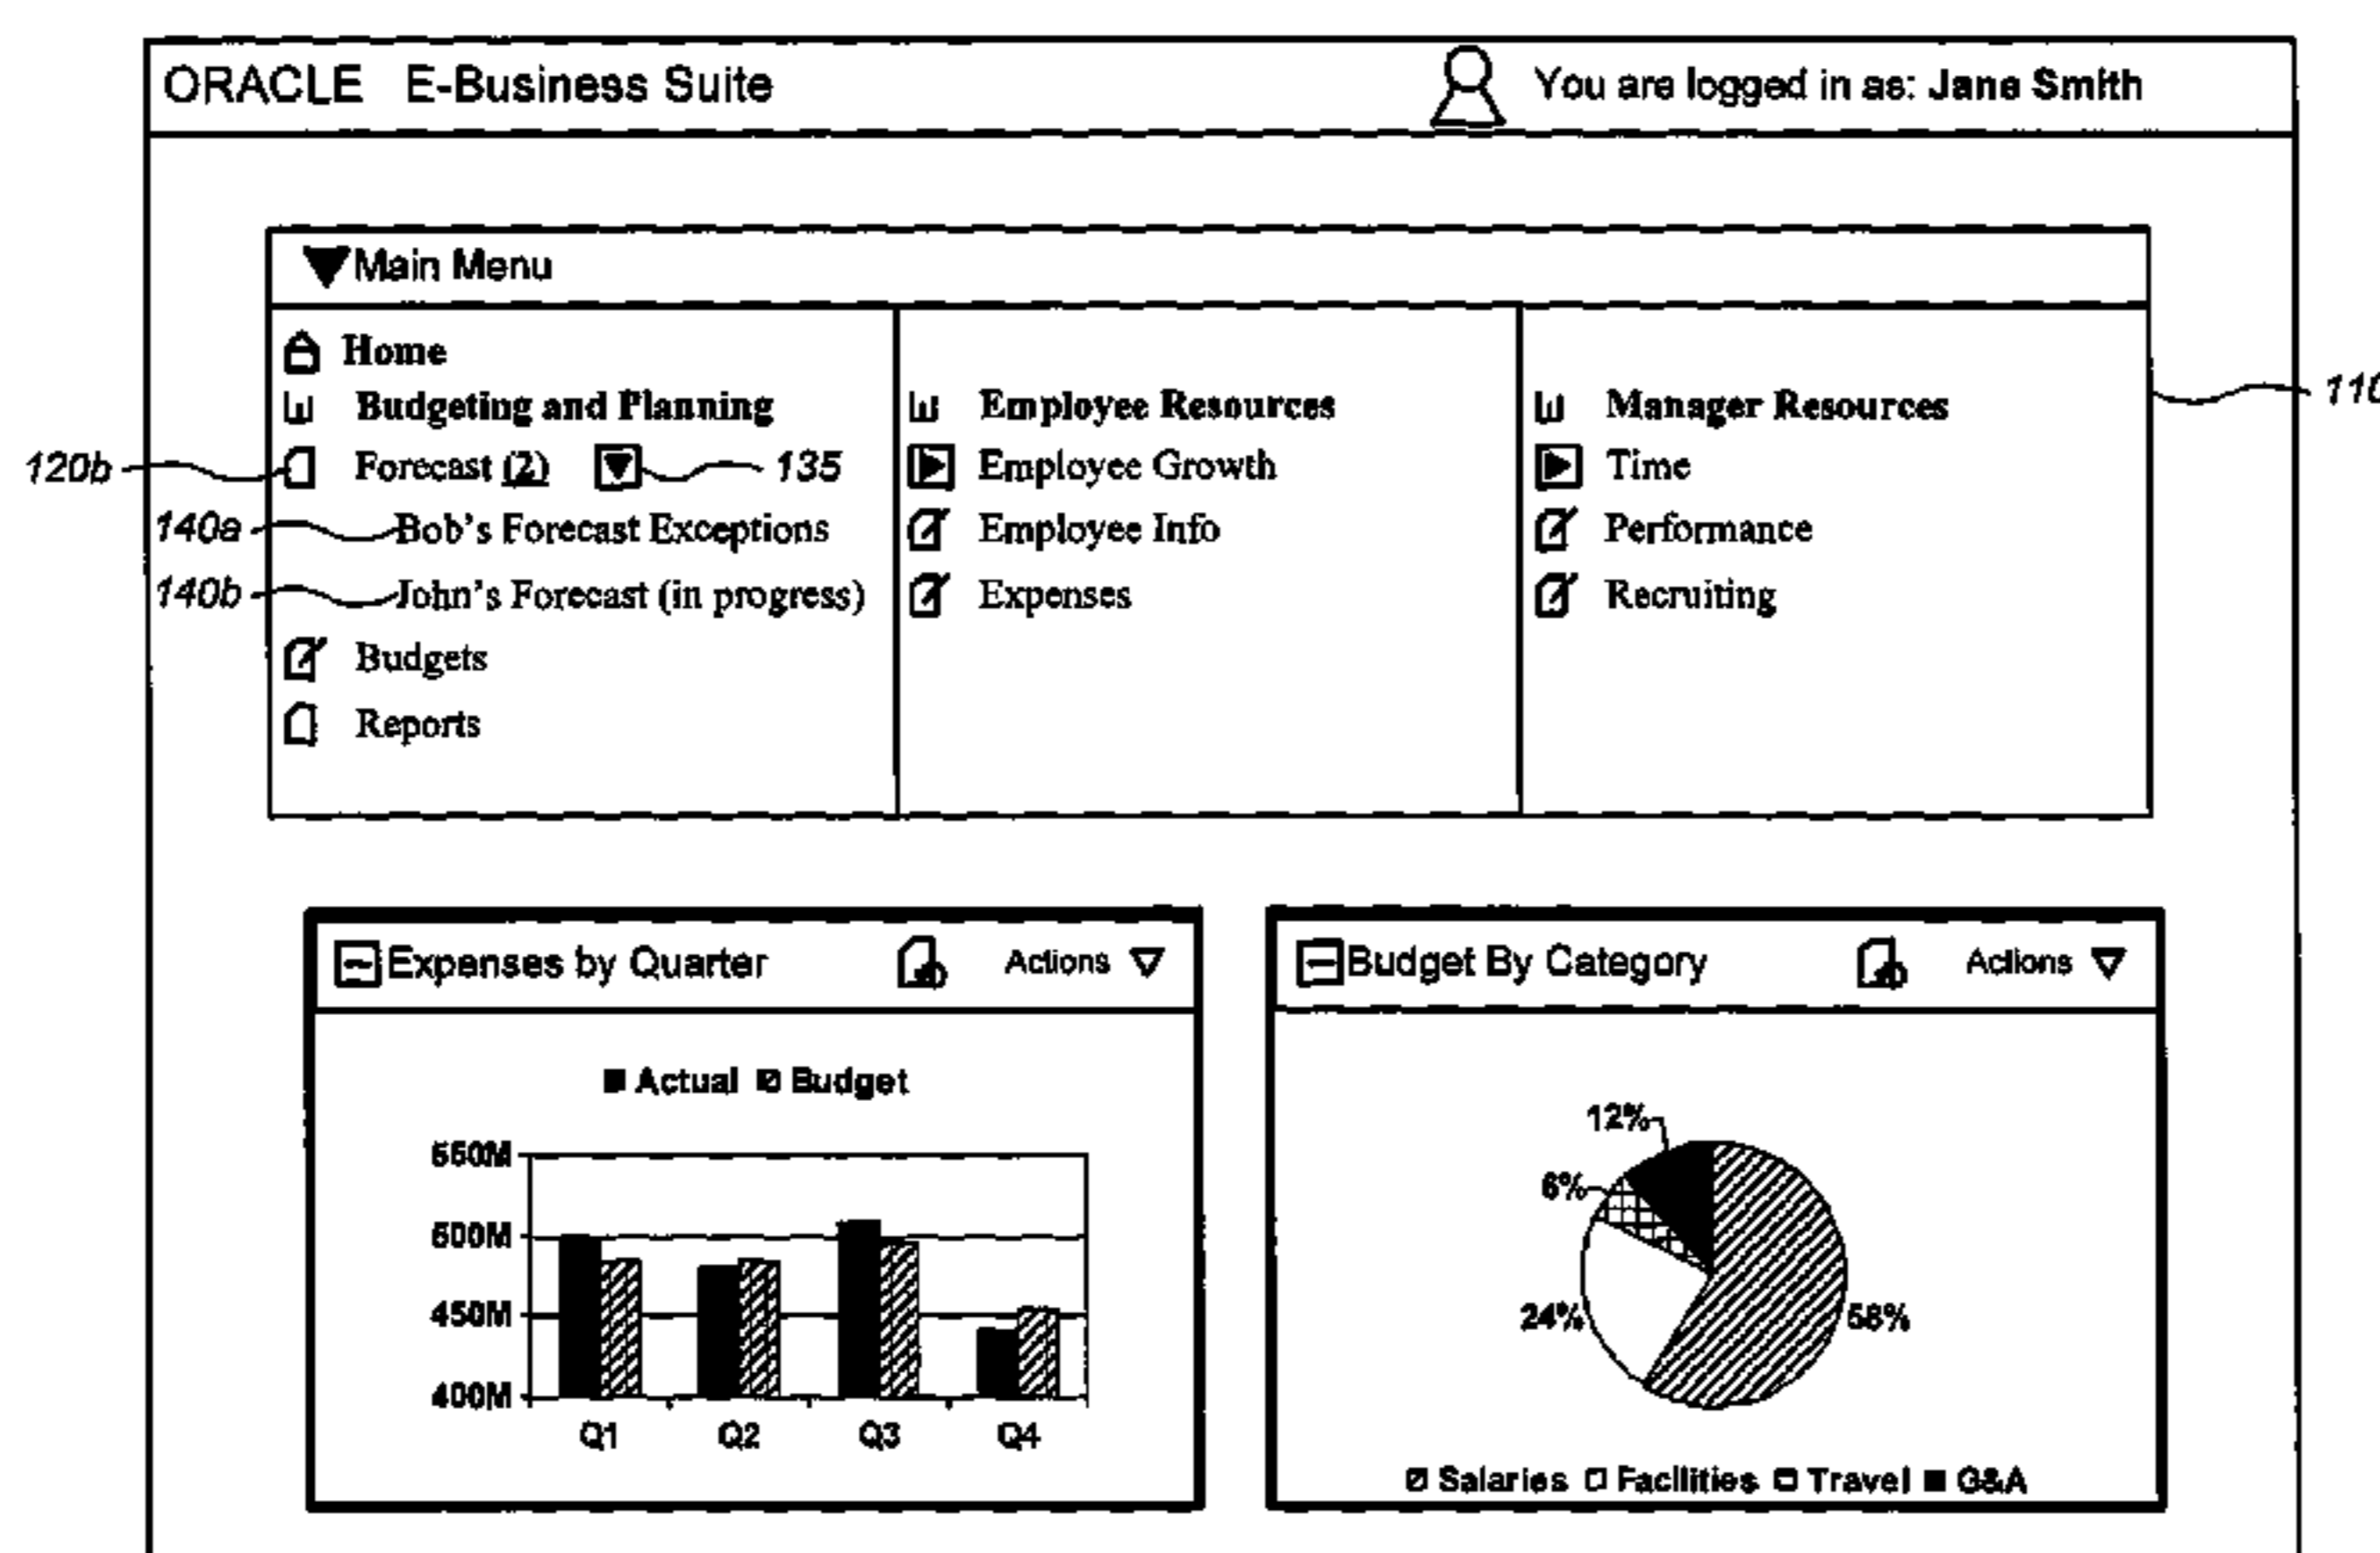 ORACLE E-Business Suite
You are logged in as: Jane Smith
Main Menu
Home
Budgeting and Planning
Employee Resources
Manager Resources
110
120b
Forecast (2)
135
Employee Growth
Time
140a
Bob's Forecast Exceptions
Employee Info
Performance
140b
John's Forecast (in progress)
Expenses
Recruiting
Budgets
Reports
Expenses by Quarter
Actions
Budget By Category
Actions
Actual Budget
550M
500M
450M
400M
Q1 Q2 Q3 Q4
12%
6%
24%
58%
Salaries Facilities Travel G&A